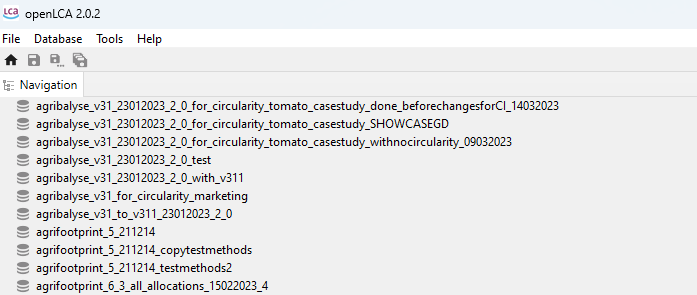 LCA openLCA 2.0.2
File Database Tools Help
Navigation
agribalyse_v31_23012023_2_0_for_circularity_tomato_casestudy_done_beforechangesforCI_14032023
agribalyse_v31_23012023_2_0_for_circularity_tomato_casestudy_SHOWCASEGD
agribalyse_v31_23012023_2_0_for_circularity_tomato_casestudy_withnocircularity_09032023
agribalyse_v31_23012023_2_0_test
agribalyse_v31_23012023_2_0_with_v311
agribalyse_v31_for_circularity_marketing
agribalyse_v31_to_v311_23012023_2_0
agrifootprint_5_211214
agrifootprint_5_211214_copytestmethods
agrifootprint_5_211214_testmethods2
agrifootprint_6_3_all_allocations_15022023_4